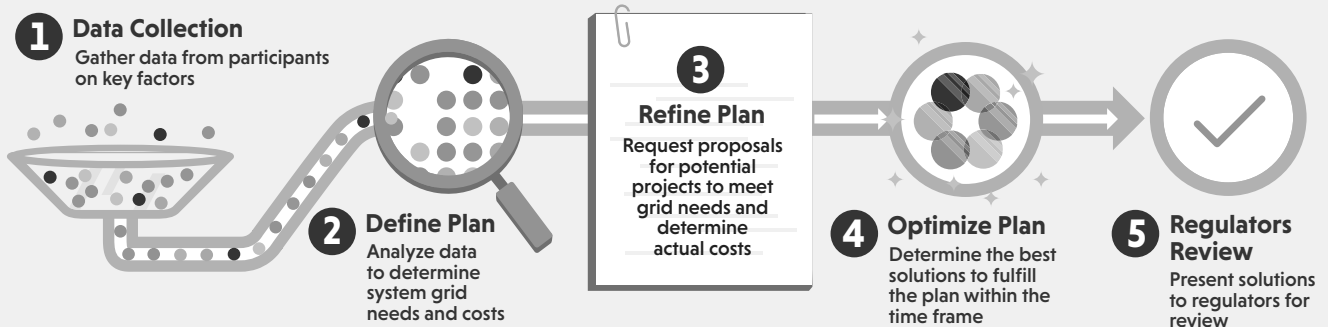 1
Data Collection
Gather data from participants
on key factors
2
Define Plan
Analyze data
to determine
system grid
needs and costs
3
Refine Plan
Request proposals
for potential
projects to meet
grid needs and
determine
actual costs
4
Optimize Plan
Determine the best
solutions to fulfill
the plan within the
time frame
5
Regulators
Review
Present solutions
to regulators for
review